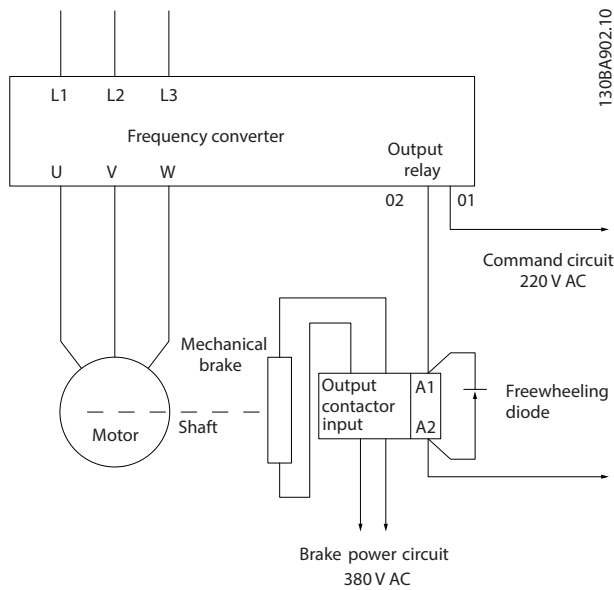 130BA902.10
L1 L2 L3
Frequency converter
U V W
Output
relay
02 01
Command circuit
220 V AC
Mechanical
brake
Output
contactor
input
A1
A2
Freewheeling
diode
Motor
Shaft
Brake power circuit
380 V AC